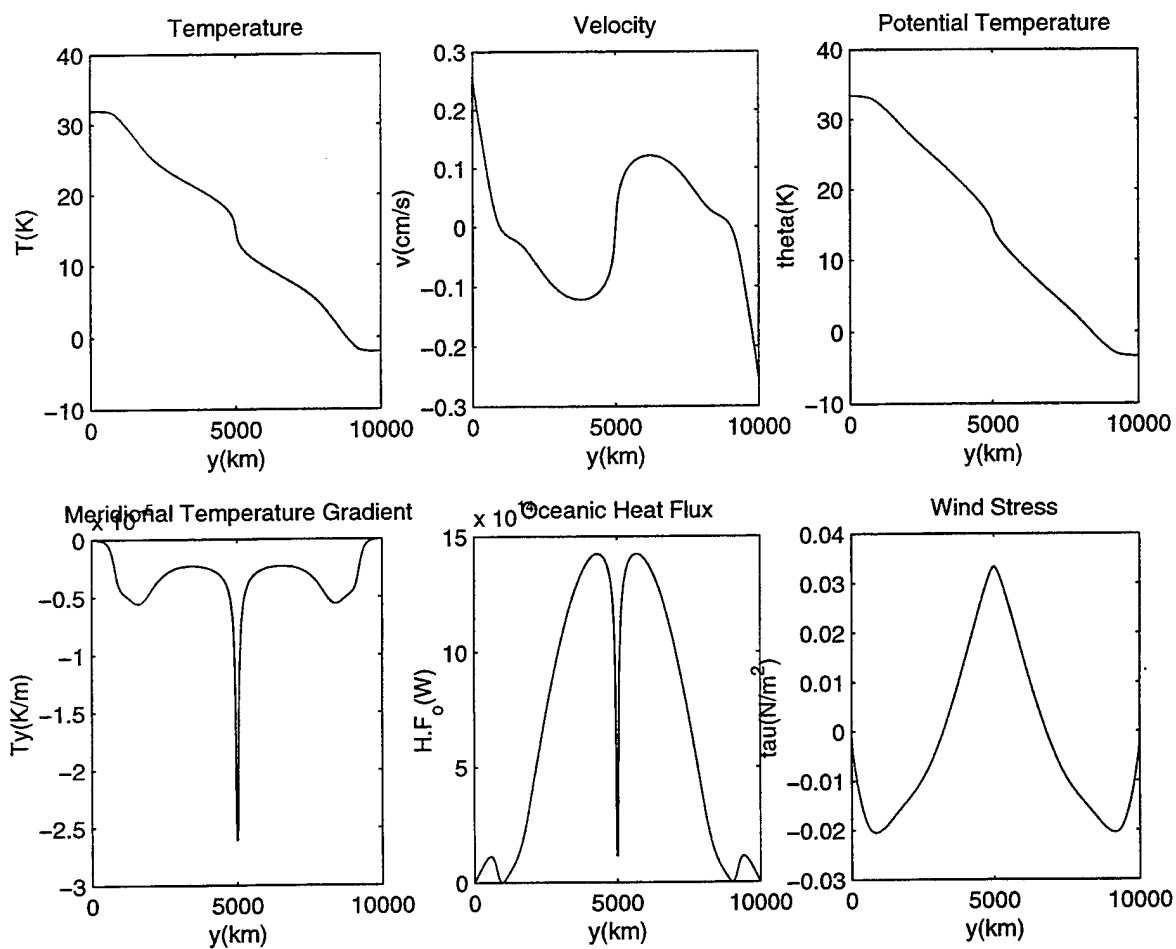 Temperature
40
30
20
10
0
−10
T(K)
0
5000
10000
y(km)
Velocity
0.3
0.2
0.1
0
−0.1
−0.2
−0.3
v(cm/s)
0
5000
10000
y(km)
Potential Temperature
40
30
20
10
0
−10
theta(K)
0
5000
10000
y(km)
Meridional Temperature Gradient
x 10⁻⁵
0
−0.5
−1
−1.5
−2
−2.5
−3
Ty(K/m)
0
5000
10000
y(km)
Oceanic Heat Flux
x 10¹⁴
15
10
5
0
H.F_o(W)
0
5000
10000
y(km)
Wind Stress
0.04
0.03
0.02
0.01
0
−0.01
−0.02
−0.03
tau(N/m²)
0
5000
10000
y(km)